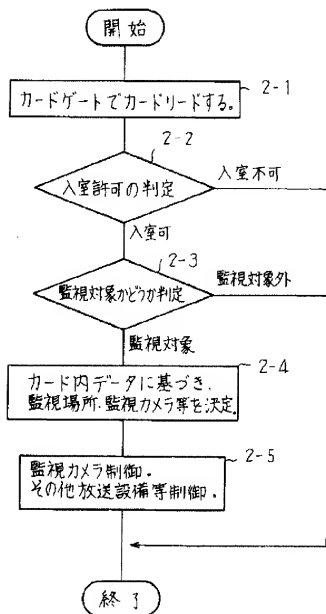 開始
カードゲートでカードリードする。
2-1
2-2
入室許可の判定
入室不可
入室可
2-3
監視対象かどうか判定
監視対象外
監視対象
2-4
カード内データに基づき、
監視場所、監視カメラ等を決定。
2-5
監視カメラ制御．
その他放送設備等制御．
終了